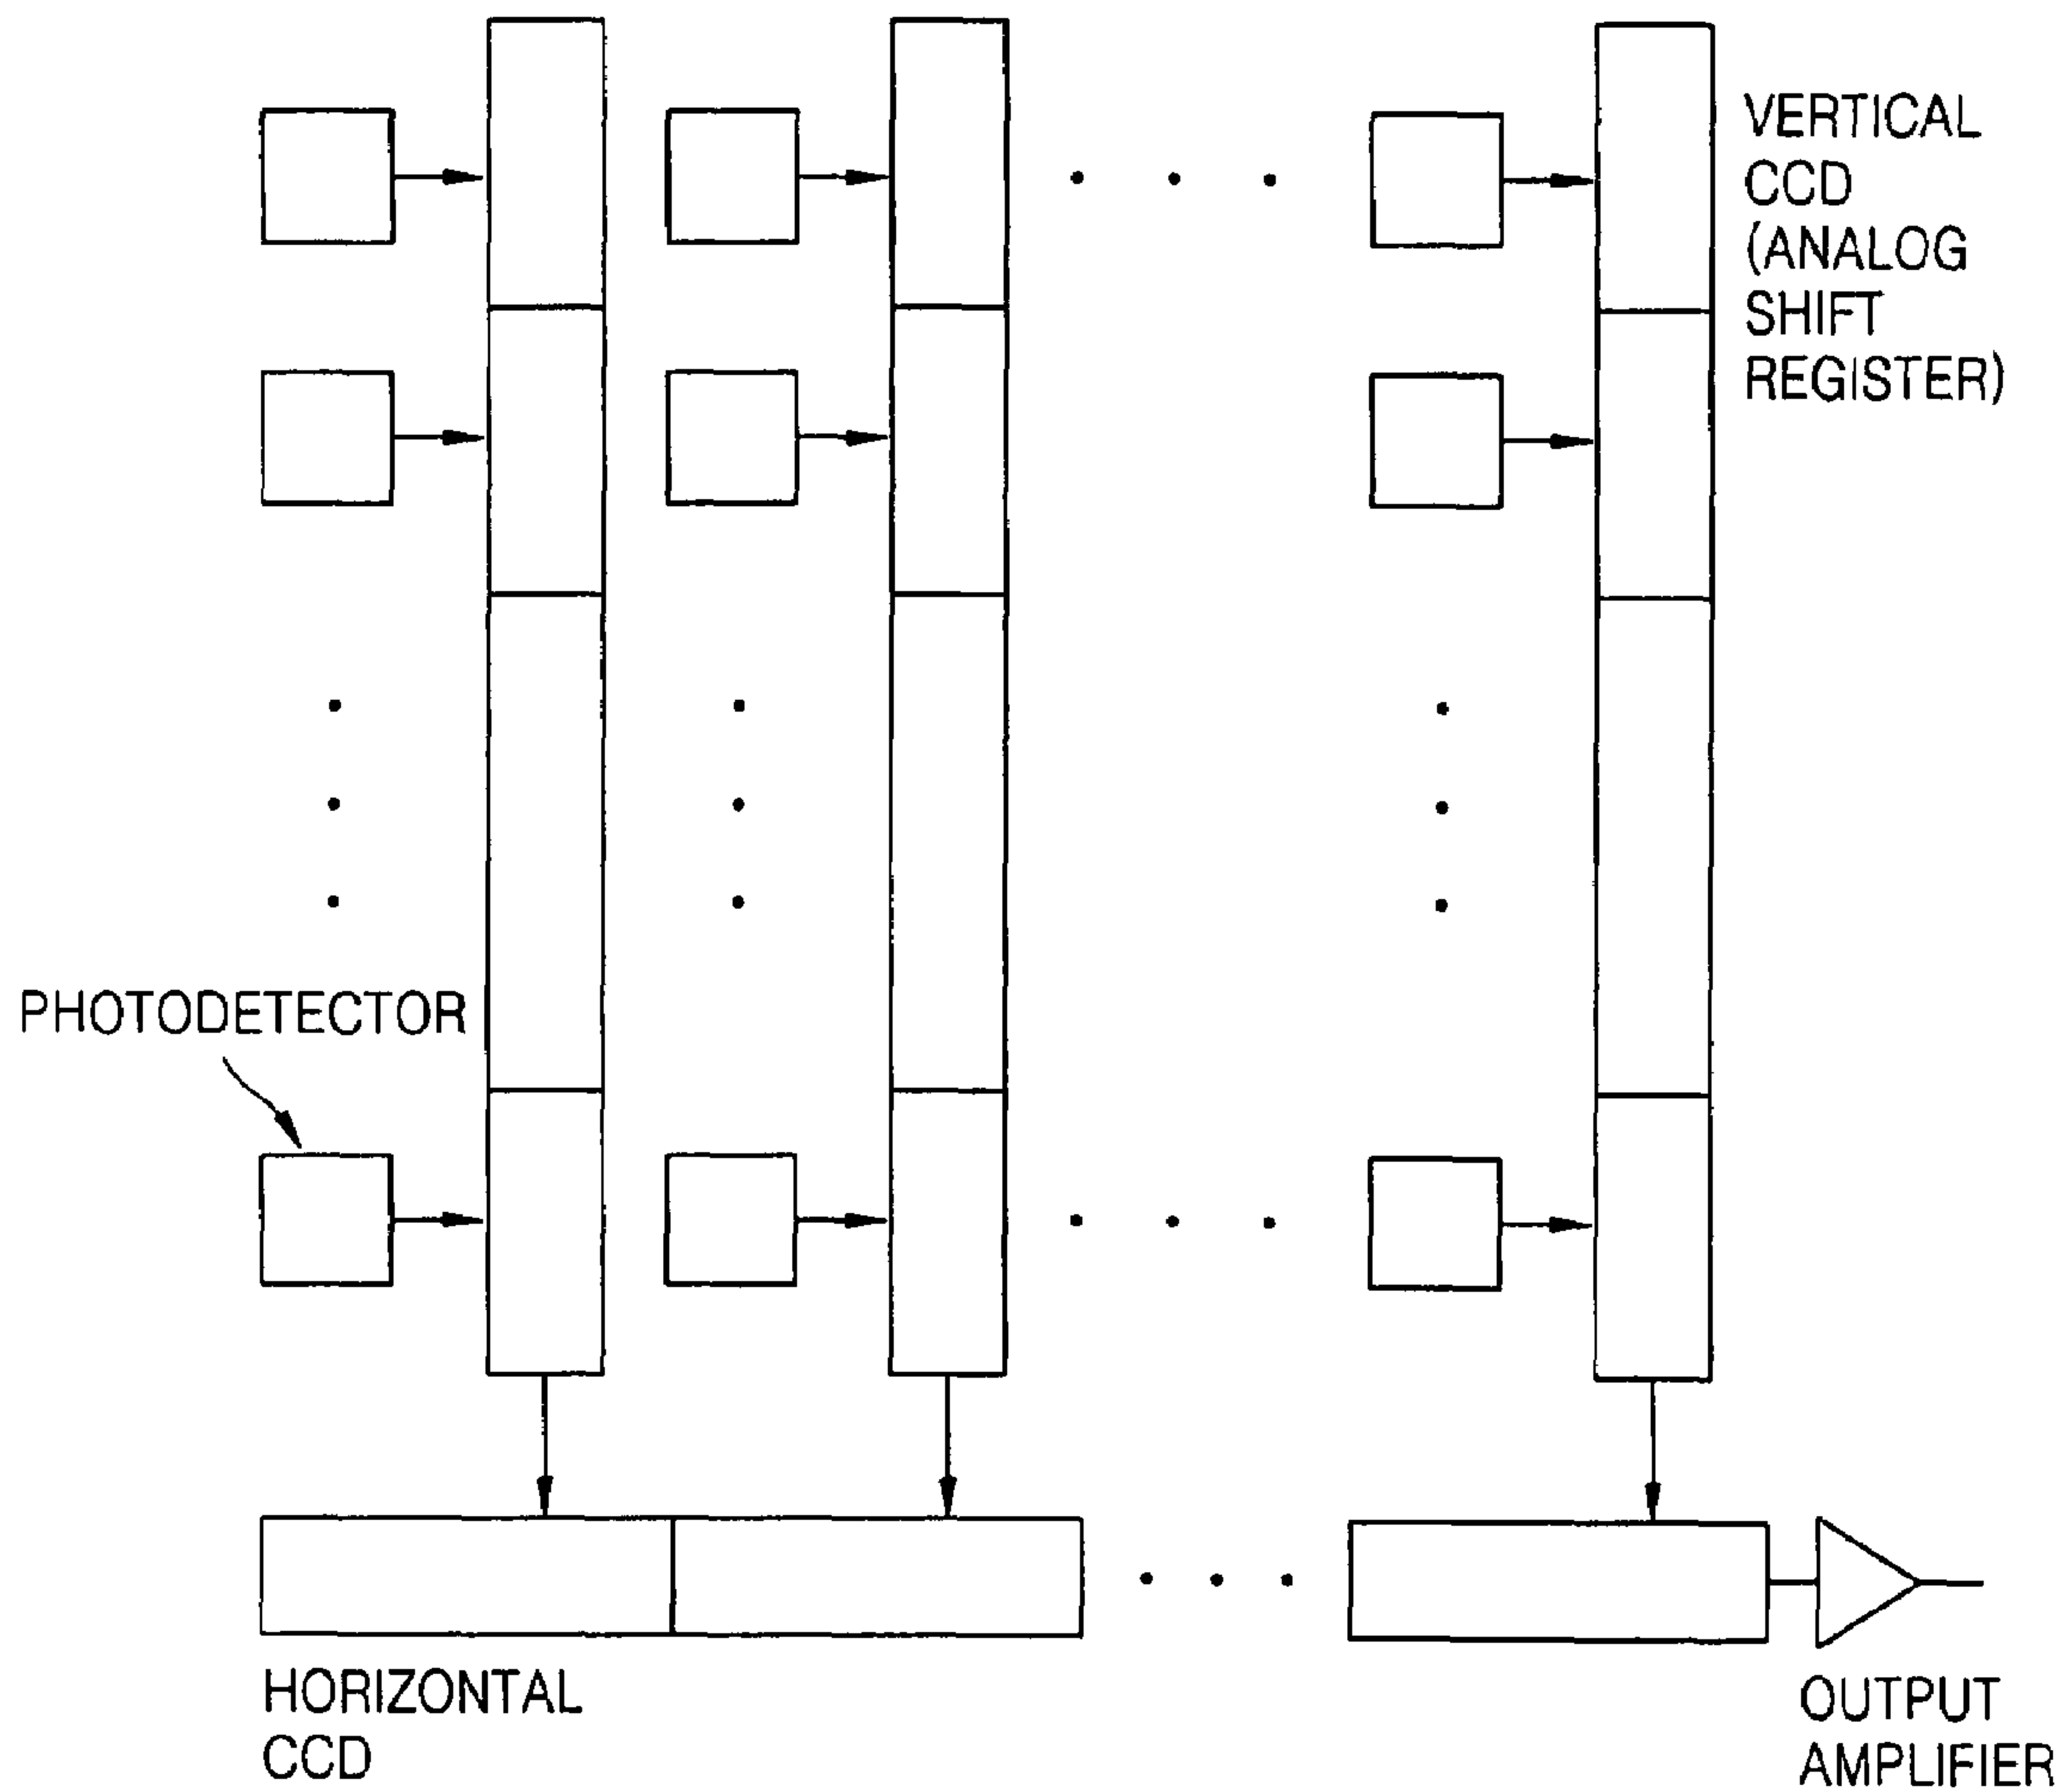 VERTICAL
CCD
(ANALOG
SHIFT
REGISTER)
PHOTODETECTOR
HORIZONTAL
CCD
OUTPUT
AMPLIFIER